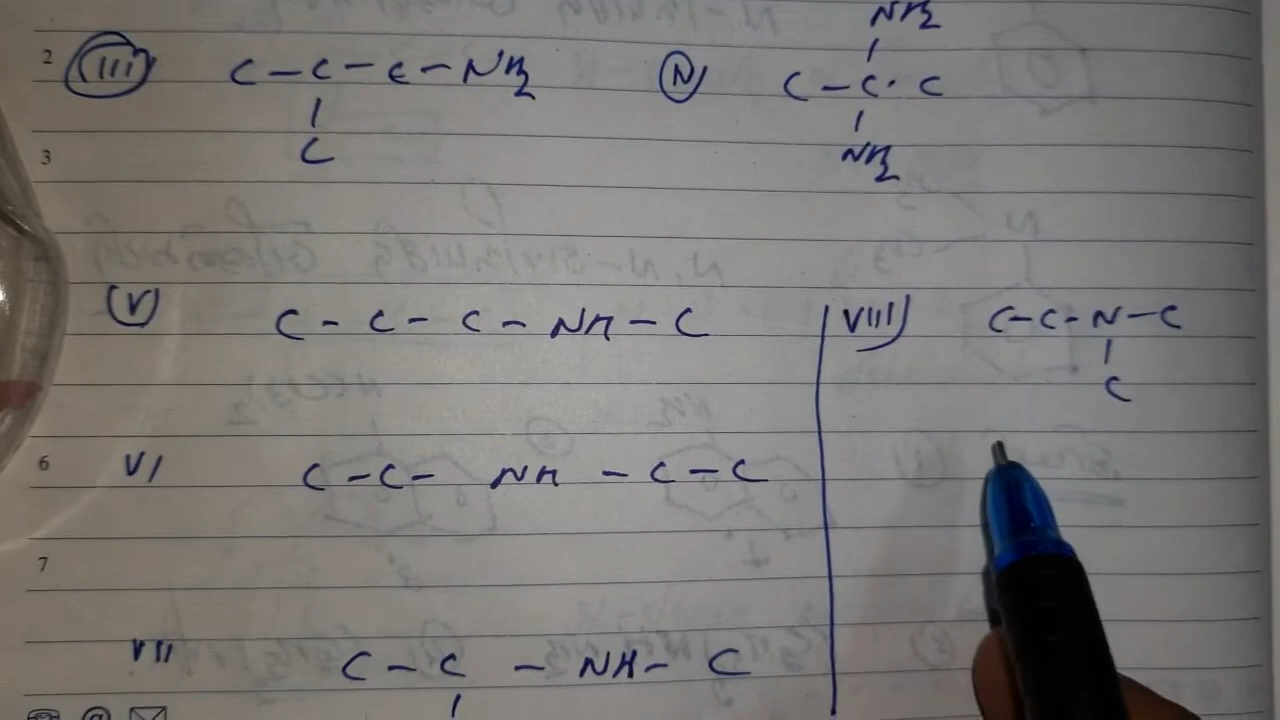 NH2
2 (III) C - C - C - NH2 (IV) C - C - C
C NH2
3
(V) C - C - C - NH - C VIII) C-C-N-C
C
6 VI C - C - NH - C - C
7
VII C - C - NH - C